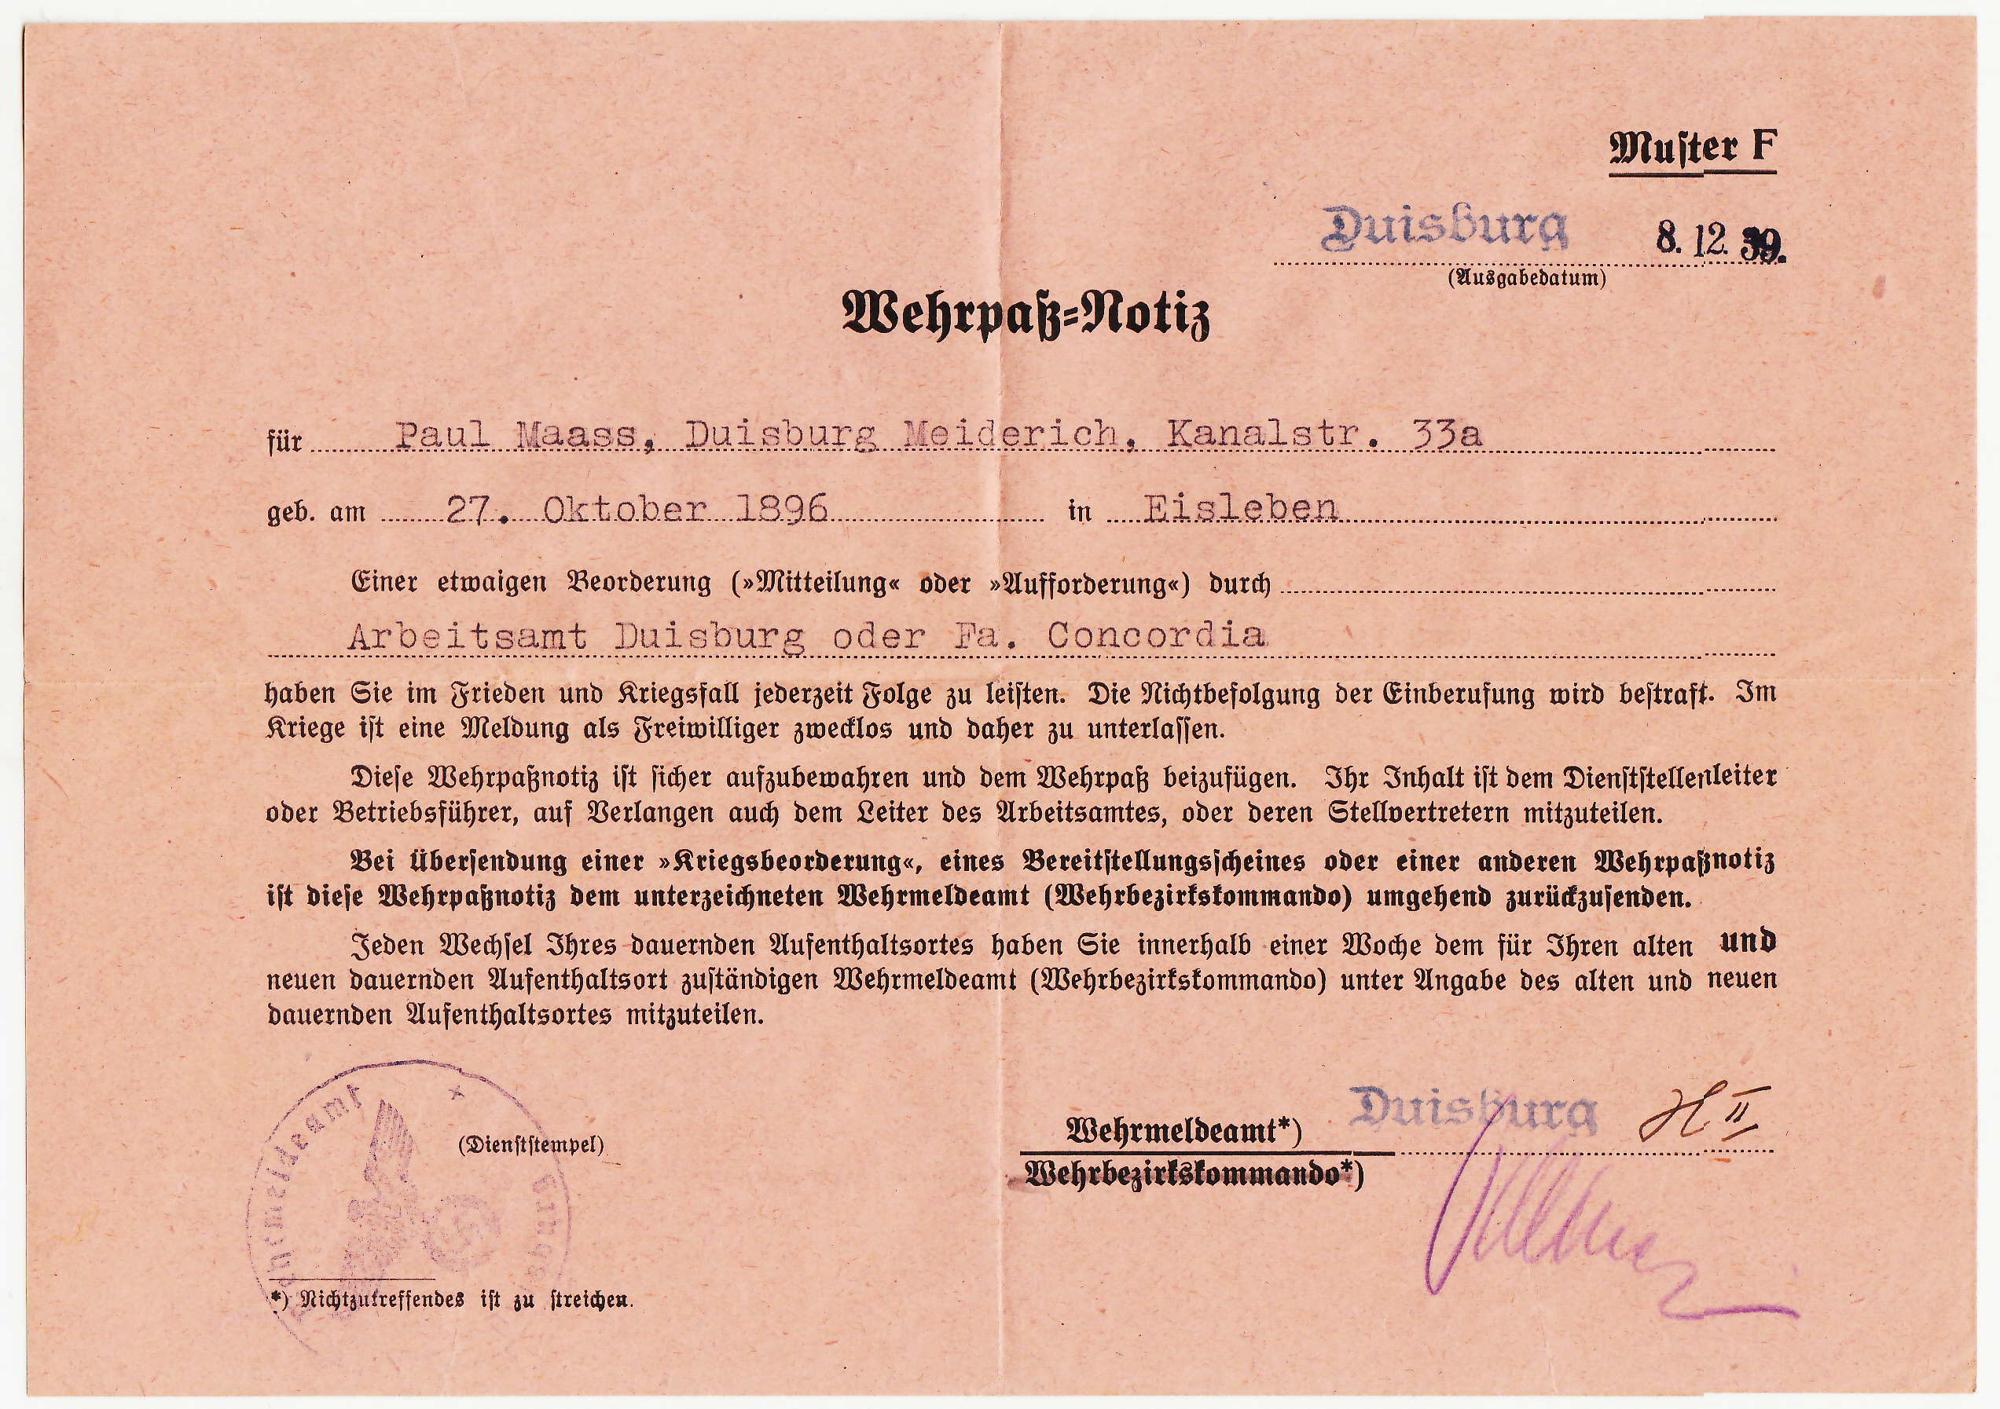 Muster F
Duisburg 8. 12. 39.
(Ausgabedatum)
Wehrpaß-Notiz
für Paul Maass, Duisburg Meiderich, Kanalstr. 33a
geb. am 27. Oktober 1896 in Eisleben
Einer etwaigen Beorderung (»Mitteilung« oder »Aufforderung«) durch
Arbeitsamt Duisburg oder Fa. Concordia
haben Sie im Frieden und Kriegsfall jederzeit Folge zu leisten. Die Nichtbefolgung der Einberufung wird bestraft. Im
Kriege ist eine Meldung als Freiwilliger zwecklos und daher zu unterlassen.
Diese Wehrpaßnotiz ist sicher aufzubewahren und dem Wehrpaß beizufügen. Ihr Inhalt ist dem Dienststellenleiter
oder Betriebsführer, auf Verlangen auch dem Leiter des Arbeitsamtes, oder deren Stellvertretern mitzuteilen.
Bei Übersendung einer »Kriegsbeorderung«, eines Bereitstellungsscheines oder einer anderen Wehrpaßnotiz
ist diese Wehrpaßnotiz dem unterzeichneten Wehrmeldeamt (Wehrbezirkskommando) umgehend zurückzusenden.
Jeden Wechsel Ihres dauernden Aufenthaltsortes haben Sie innerhalb einer Woche dem für Ihren alten und
neuen dauernden Aufenthaltsort zuständigen Wehrmeldeamt (Wehrbezirkskommando) unter Angabe des alten und neuen
dauernden Aufenthaltsortes mitzuteilen.
Wehrmeldeamt
(Dienststempel)
Wehrmeldeamt*) Duisburg II
Wehrbezirkskommando*)
*) Nichtzutreffendes ist zu streichen.